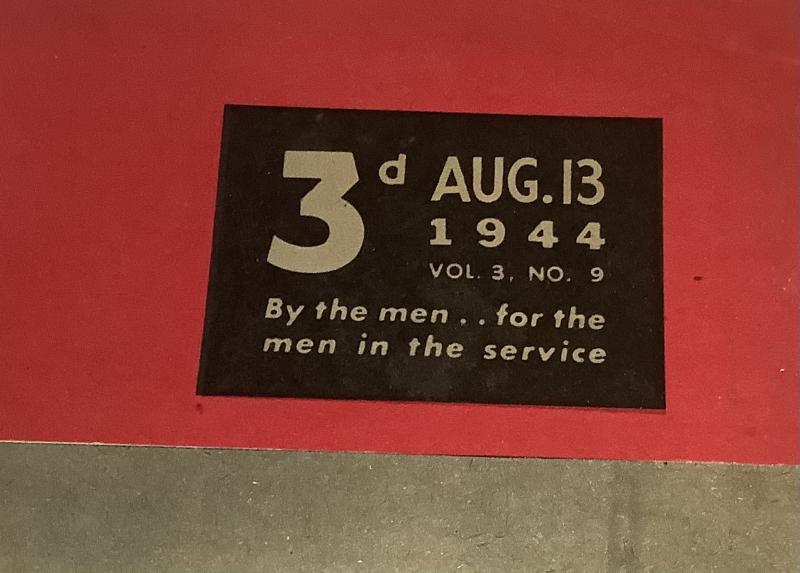 3d AUG.13
1944
VOL. 3, NO. 9
By the men . . for the
men in the service